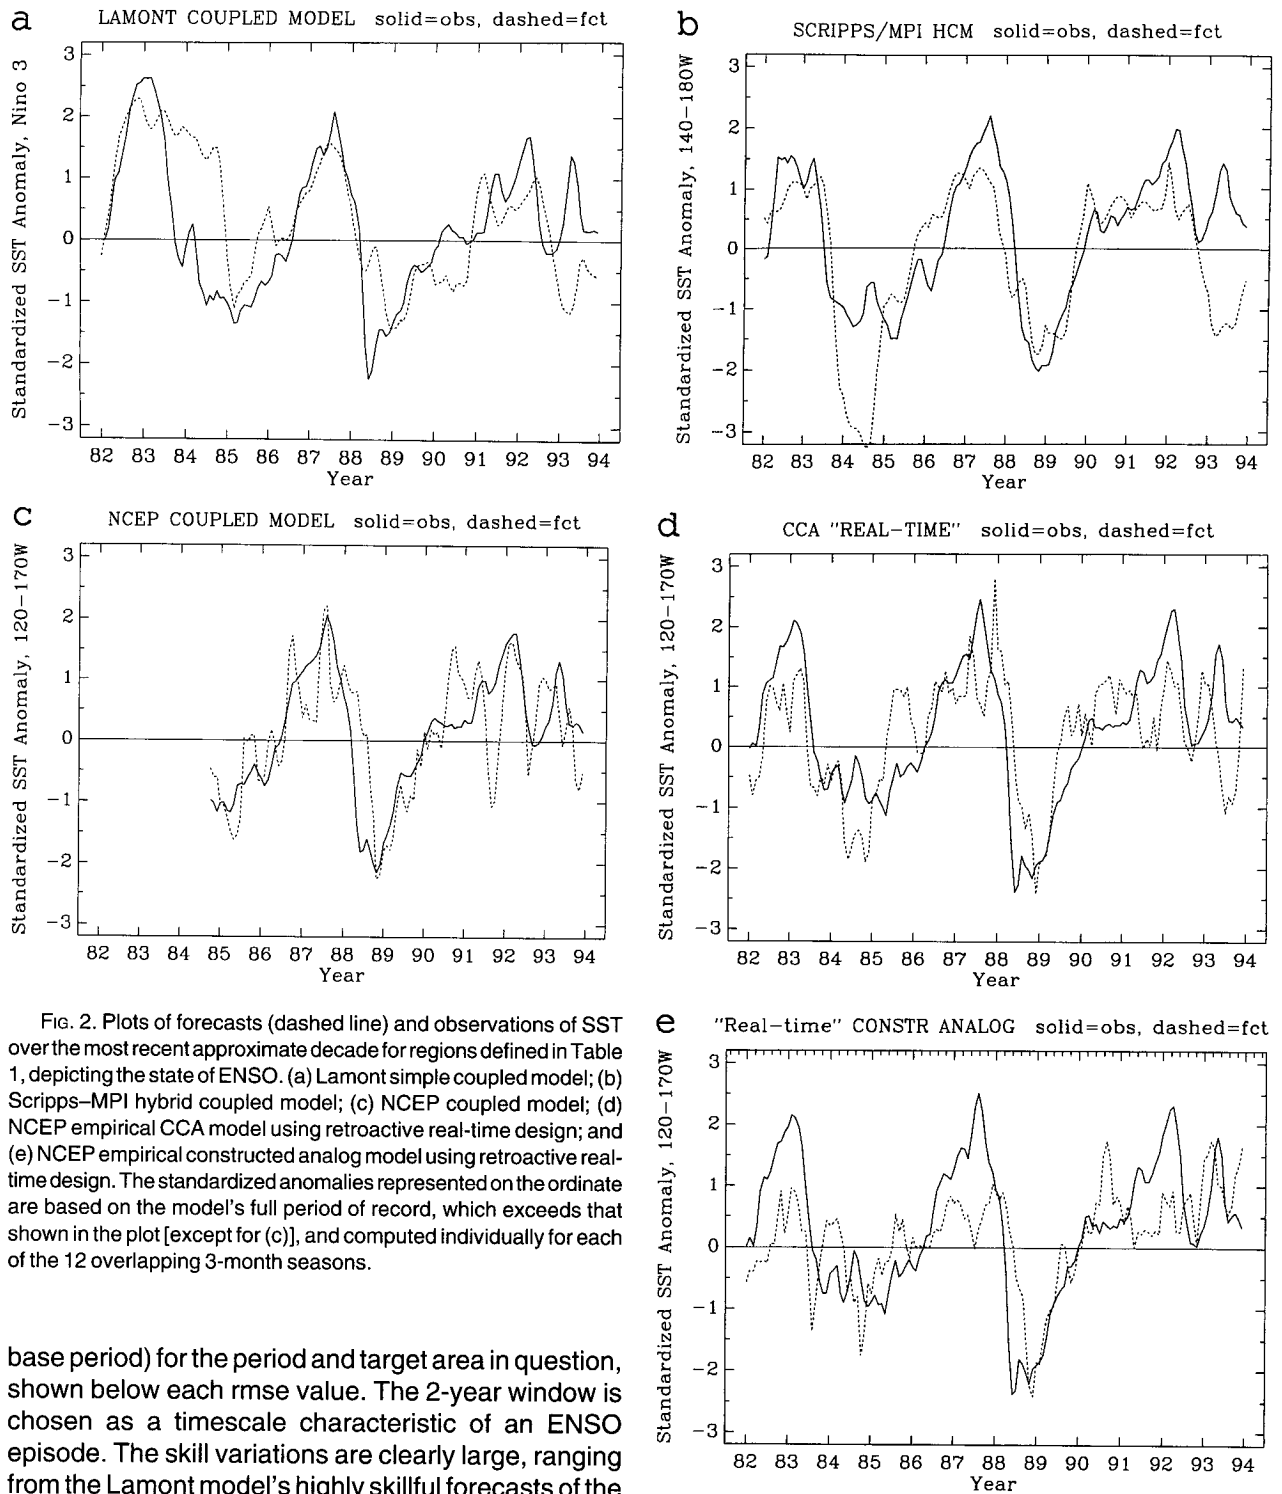 a
LAMONT COUPLED MODEL solid=obs, dashed=fct
Standardized SST Anomaly, Nino 3
3
2
1
0
−1
−2
−3
82 83 84 85 86 87 88 89 90 91 92 93 94
Year
b
SCRIPPS/MPI HCM solid=obs, dashed=fct
Standardized SST Anomaly, 140−180W
3
2
1
0
−1
−2
−3
82 83 84 85 86 87 88 89 90 91 92 93 94
Year
c
NCEP COUPLED MODEL solid=obs, dashed=fct
Standardized SST Anomaly, 120−170W
3
2
1
0
−1
−2
−3
82 83 84 85 86 87 88 89 90 91 92 93 94
Year
d
CCA "REAL−TIME" solid=obs, dashed=fct
Standardized SST Anomaly, 120−170W
3
2
1
0
−1
−2
−3
82 83 84 85 86 87 88 89 90 91 92 93 94
Year
FIG. 2. Plots of forecasts (dashed line) and observations of SST
over the most recent approximate decade for regions defined in Table
1, depicting the state of ENSO. (a) Lamont simple coupled model; (b)
Scripps–MPI hybrid coupled model; (c) NCEP coupled model; (d)
NCEP empirical CCA model using retroactive real-time design; and
(e) NCEP empirical constructed analog model using retroactive real-
time design. The standardized anomalies represented on the ordinate
are based on the model's full period of record, which exceeds that
shown in the plot [except for (c)], and computed individually for each
of the 12 overlapping 3-month seasons.
base period) for the period and target area in question,
shown below each rmse value. The 2-year window is
chosen as a timescale characteristic of an ENSO
episode. The skill variations are clearly large, ranging
from the Lamont model's highly skillful forecasts of the
e
"Real−time" CONSTR ANALOG solid=obs, dashed=fct
Standardized SST Anomaly, 120−170W
3
2
1
0
−1
−2
−3
82 83 84 85 86 87 88 89 90 91 92 93 94
Year